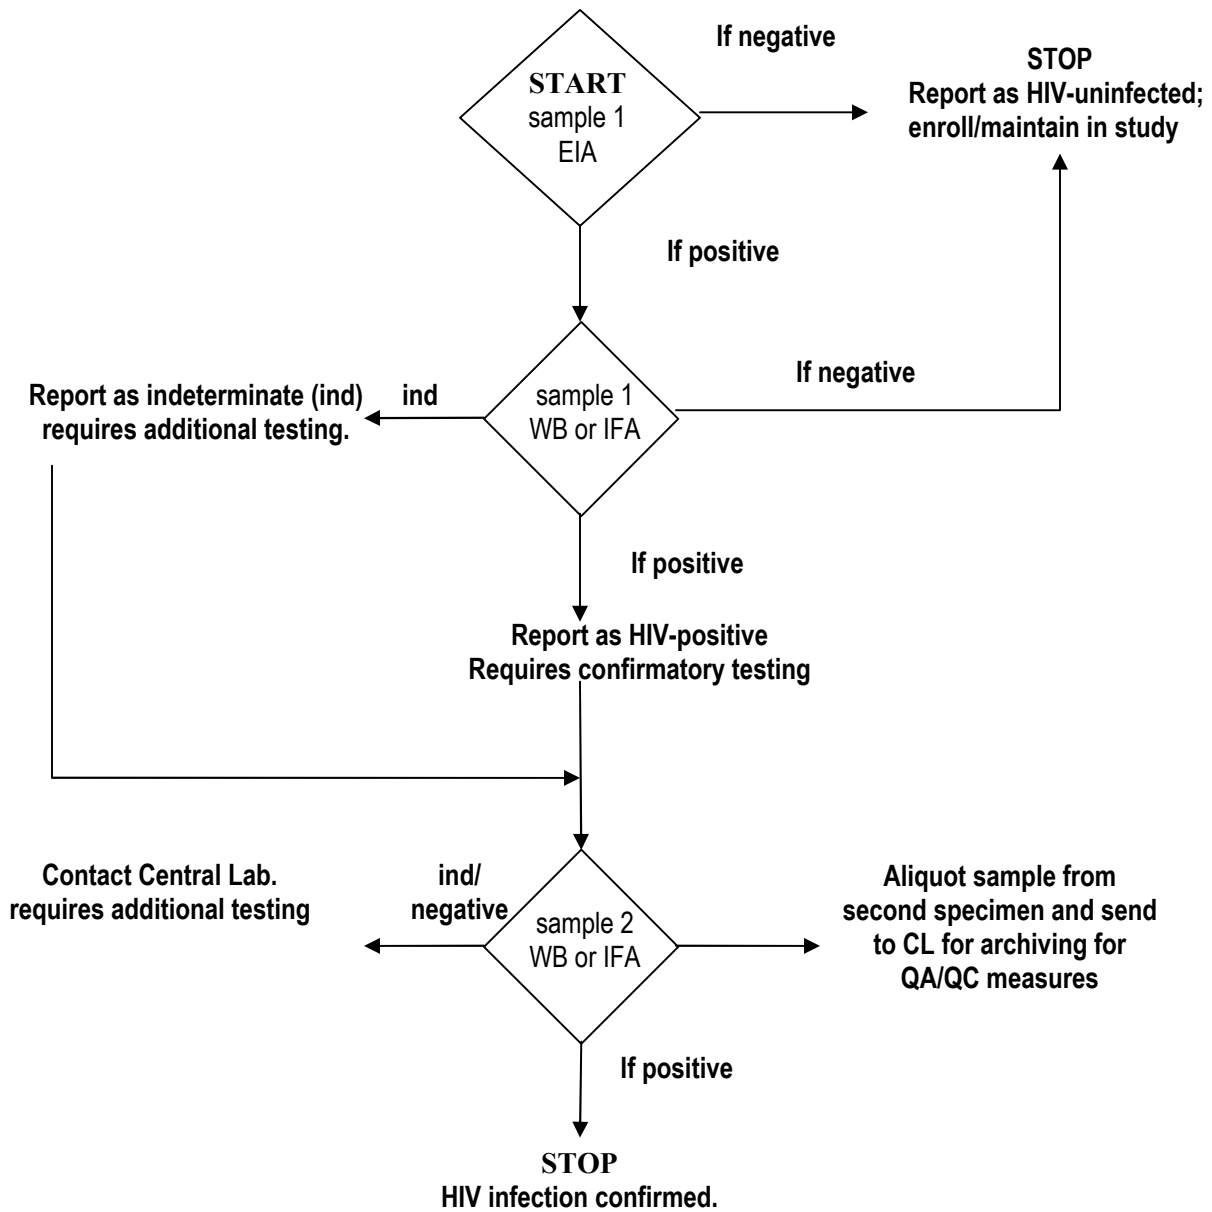 If negative
START
sample 1
EIA
STOP
Report as HIV-uninfected;
enroll/maintain in study
If positive
If negative
Report as indeterminate (ind)
requires additional testing.
ind
sample 1
WB or IFA
If positive
Report as HIV-positive
Requires confirmatory testing
Contact Central Lab.
requires additional testing
ind/
negative
sample 2
WB or IFA
Aliquot sample from
second specimen and send
to CL for archiving for
QA/QC measures
If positive
STOP
HIV infection confirmed.